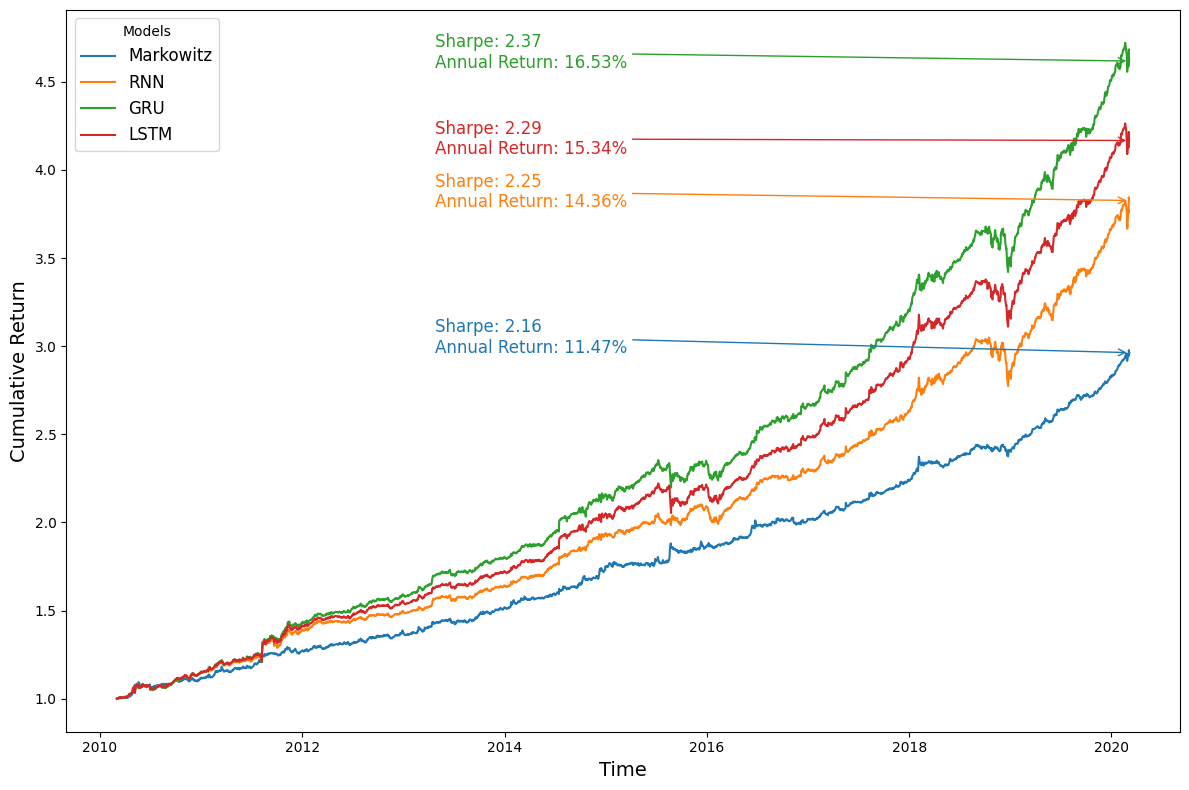 Models
Markowitz
RNN
GRU
LSTM
Sharpe: 2.37
Annual Return: 16.53%
Sharpe: 2.29
Annual Return: 15.34%
Sharpe: 2.25
Annual Return: 14.36%
Sharpe: 2.16
Annual Return: 11.47%
Cumulative Return
4.5
4.0
3.5
3.0
2.5
2.0
1.5
1.0
2010 2012 2014 2016 2018 2020
Time